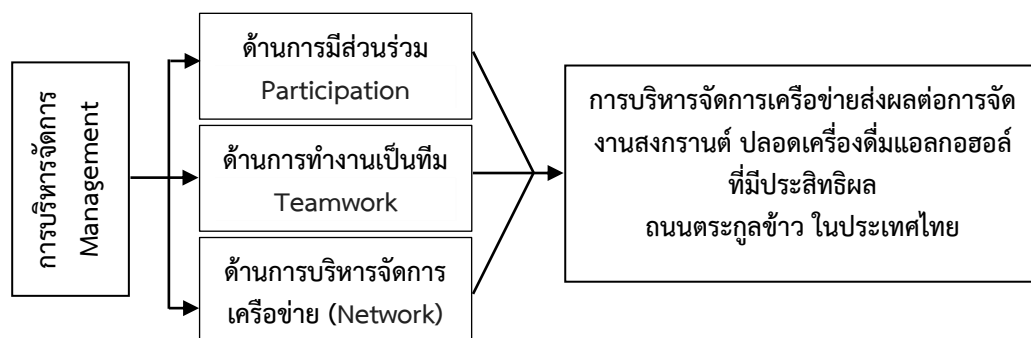 การบริหารจัดการ
Management
ด้านการมีส่วนร่วม
Participation
ด้านการทำงานเป็นทีม
Teamwork
ด้านการบริหารจัดการ
เครือข่าย (Network)
การบริหารจัดการเครือข่ายส่งผลต่อการจัด
งานสงกรานต์ ปลอดเครื่องดื่มแอลกอฮอล์
ที่มีประสิทธิผล
ถนนตระกูลข้าว ในประเทศไทย